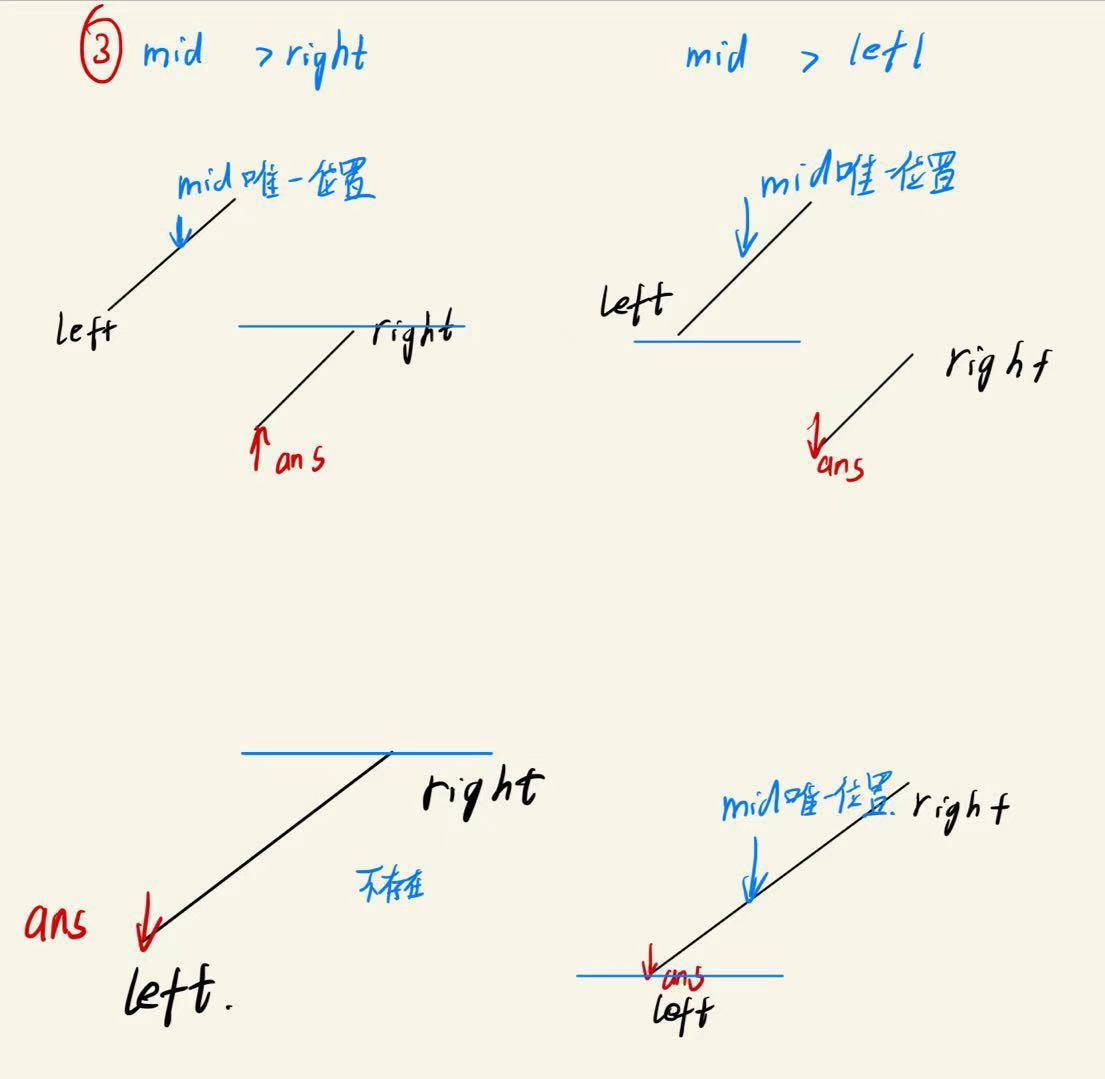 ③ mid > right
mid > left
mid唯一位置
left
right
ans
mid唯一位置
left
right
ans
right
不存在
ans
left.
mid唯一位置.
right
ans
left